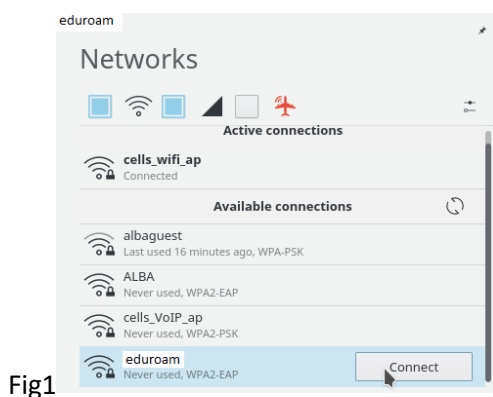 eduroam
Networks
Active connections
cells_wifi_ap
Connected
Available connections
albaguest
Last used 16 minutes ago, WPA-PSK
ALBA
Never used, WPA2-EAP
cells_VoIP_ap
Never used, WPA2-PSK
eduroam
Never used, WPA2-EAP
Connect
Fig1